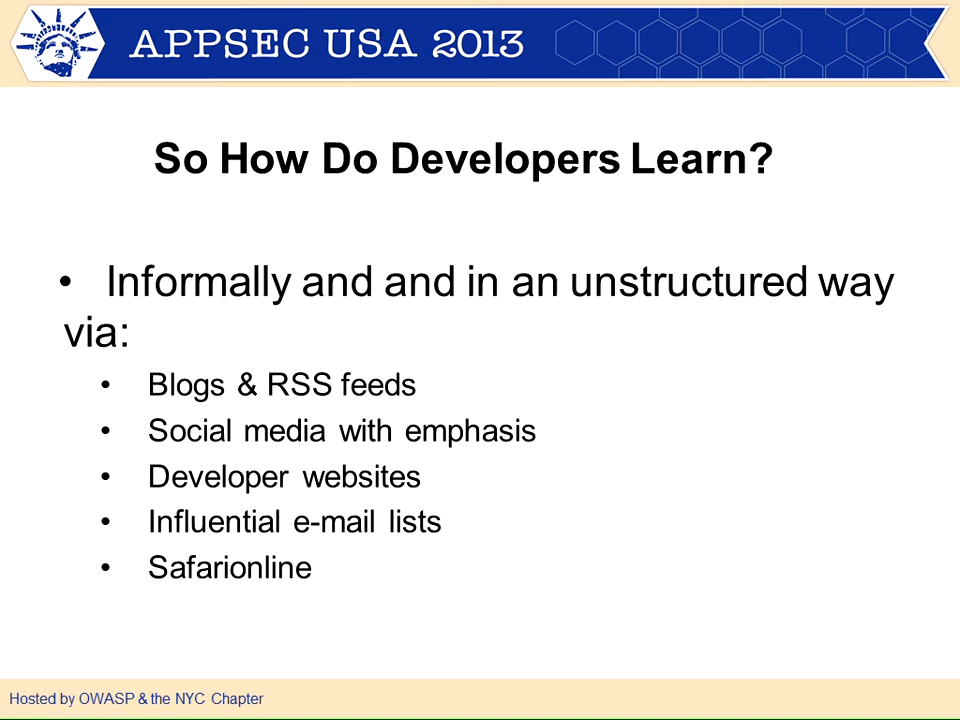 APPSEC USA 2013
So How Do Developers Learn?
• Informally and and in an unstructured way
via:
• Blogs & RSS feeds
• Social media with emphasis
• Developer websites
• Influential e-mail lists
• Safarionline
Hosted by OWASP & the NYC Chapter